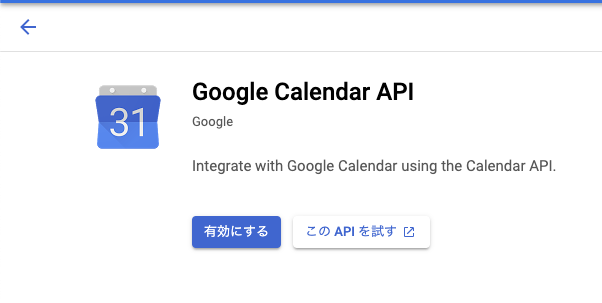 31
Google Calendar API
Google
Integrate with Google Calendar using the Calendar API.
有効にする
この API を試す